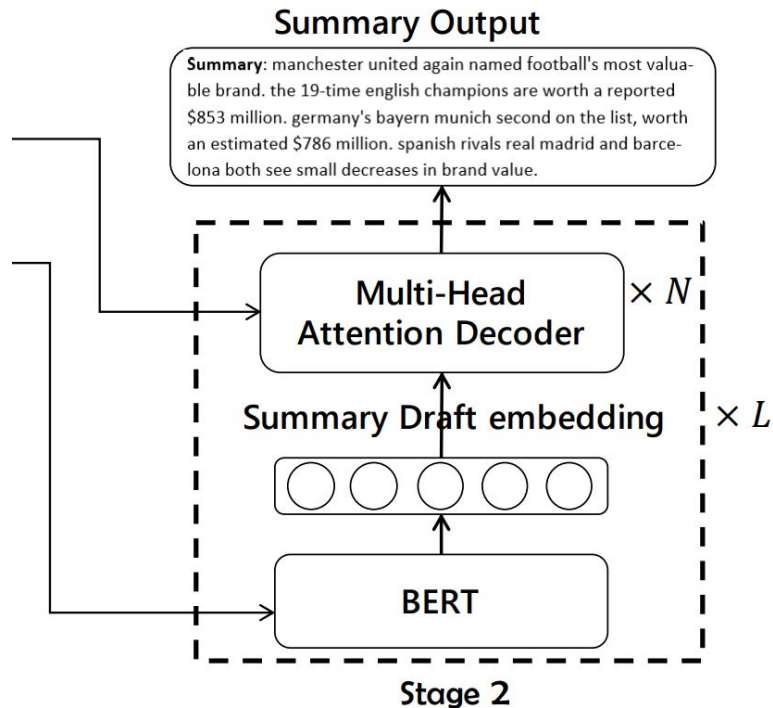 Summary Output
Summary: manchester united again named football's most valua-
ble brand. the 19-time english champions are worth a reported
$853 million. germany's bayern munich second on the list, worth
an estimated $786 million. spanish rivals real madrid and barce-
lona both see small decreases in brand value.
Multi-Head
Attention Decoder
× N
Summary Draft embedding
× L
BERT
Stage 2